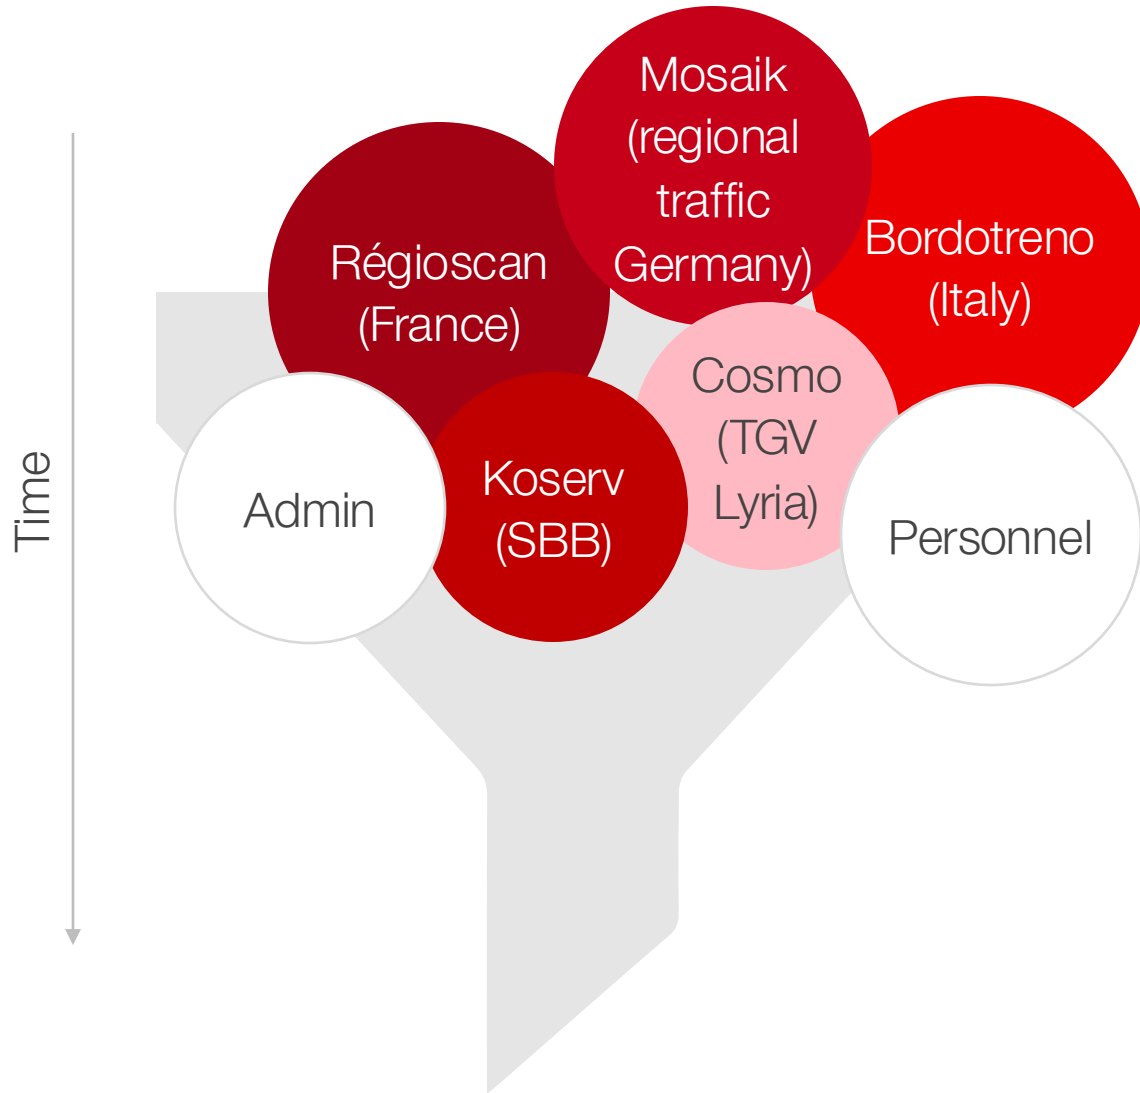 Mosaik
(regional
traffic
Germany)
Régioscan
(France)
Bordotreno
(Italy)
Cosmo
(TGV
Lyria)
Koserv
(SBB)
Admin
Personnel
Time